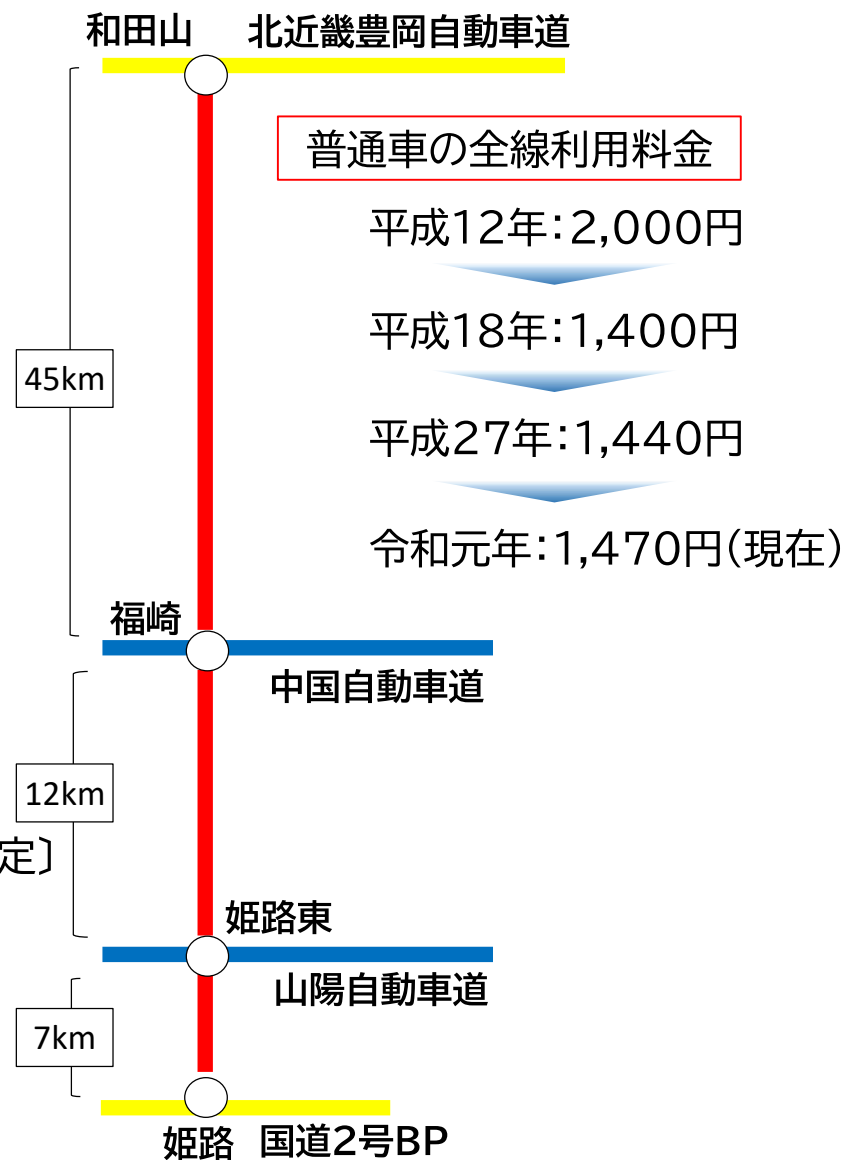 和田山 北近畿豊岡自動車道
普通車の全線利用料金
平成12年：2,000円
平成18年：1,400円
45km
平成27年：1,440円
令和元年：1,470円（現在）
福崎
中国自動車道
12km
定〕
姫路東
山陽自動車道
7km
姫路 国道2号BP